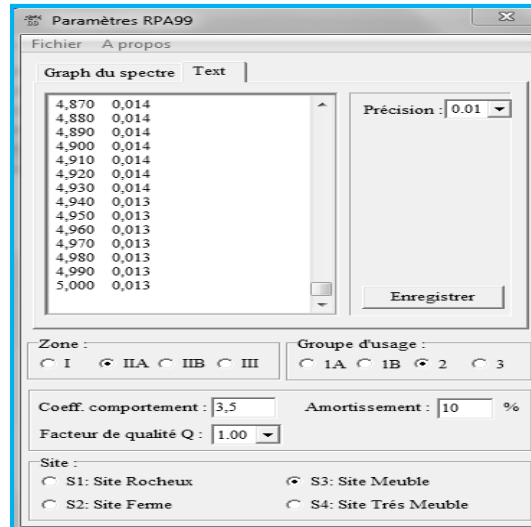 Paramètres RPA99
Fichier A propos
Graph du spectre Text
4,870 0,014
4,880 0,014
4,890 0,014
4,900 0,014
4,910 0,014
4,920 0,014
4,930 0,014
4,940 0,013
4,950 0,013
4,960 0,013
4,970 0,013
4,980 0,013
4,990 0,013
5,000 0,013
Précision : 0.01
Enregistrer
Zone :
I IIA IIB III
Groupe d'usage :
1A 1B 2 3
Coeff. comportement : 3,5 Amortissement : 10 %
Facteur de qualité Q : 1.00
Site :
S1: Site Rocheux S3: Site Meuble
S2: Site Ferme S4: Site Trés Meuble